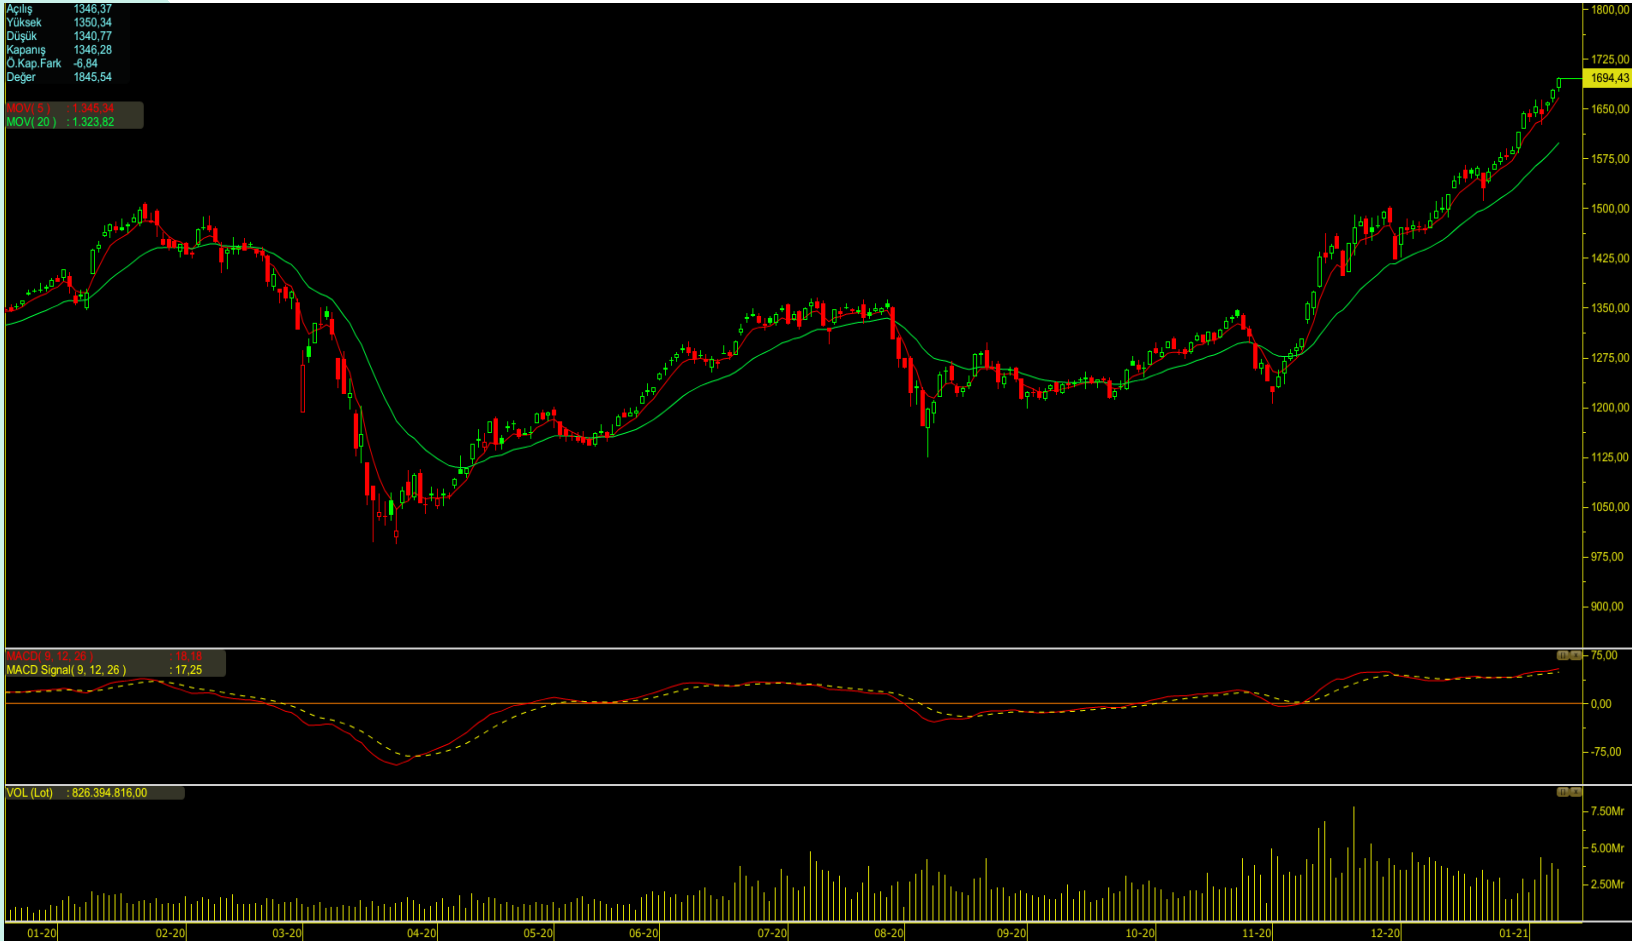 Açılış 1346,37
Yüksek 1350,34
Düşük 1340,77
Kapanış 1346,28
Ö.Kap.Fark -6,84
Değer 1845,54
MOV( 5 ) : 1.345,34
MOV( 20 ) : 1.323,82
1800,00
1725,00
1694,43
1650,00
1575,00
1500,00
1425,00
1350,00
1275,00
1200,00
1125,00
1050,00
975,00
900,00
MACD( 9, 12, 26 ) : 18,18
MACD Signal( 9, 12, 26 ) : 17,25
75,00
0,00
-75,00
VOL (Lot) : 826.394.816,00
7.50Mr
5.00Mr
2.50Mr
01-20 02-20 03-20 04-20 05-20 06-20 07-20 08-20 09-20 10-20 11-20 12-20 01-21